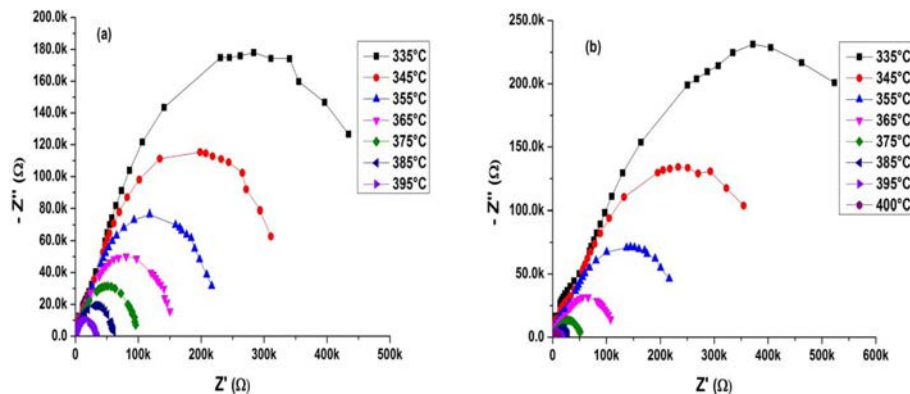 (a)
200.0k
180.0k
160.0k
140.0k
120.0k
100.0k
80.0k
60.0k
40.0k
20.0k
0.0
- Z'' (Ω)
0
100k
200k
300k
400k
500k
Z' (Ω)
335°C
345°C
355°C
365°C
375°C
385°C
395°C
(b)
250.0k
200.0k
150.0k
100.0k
50.0k
0.0
- Z'' (Ω)
0
100k
200k
300k
400k
500k
600k
Z' (Ω)
335°C
345°C
355°C
365°C
375°C
385°C
395°C
400°C